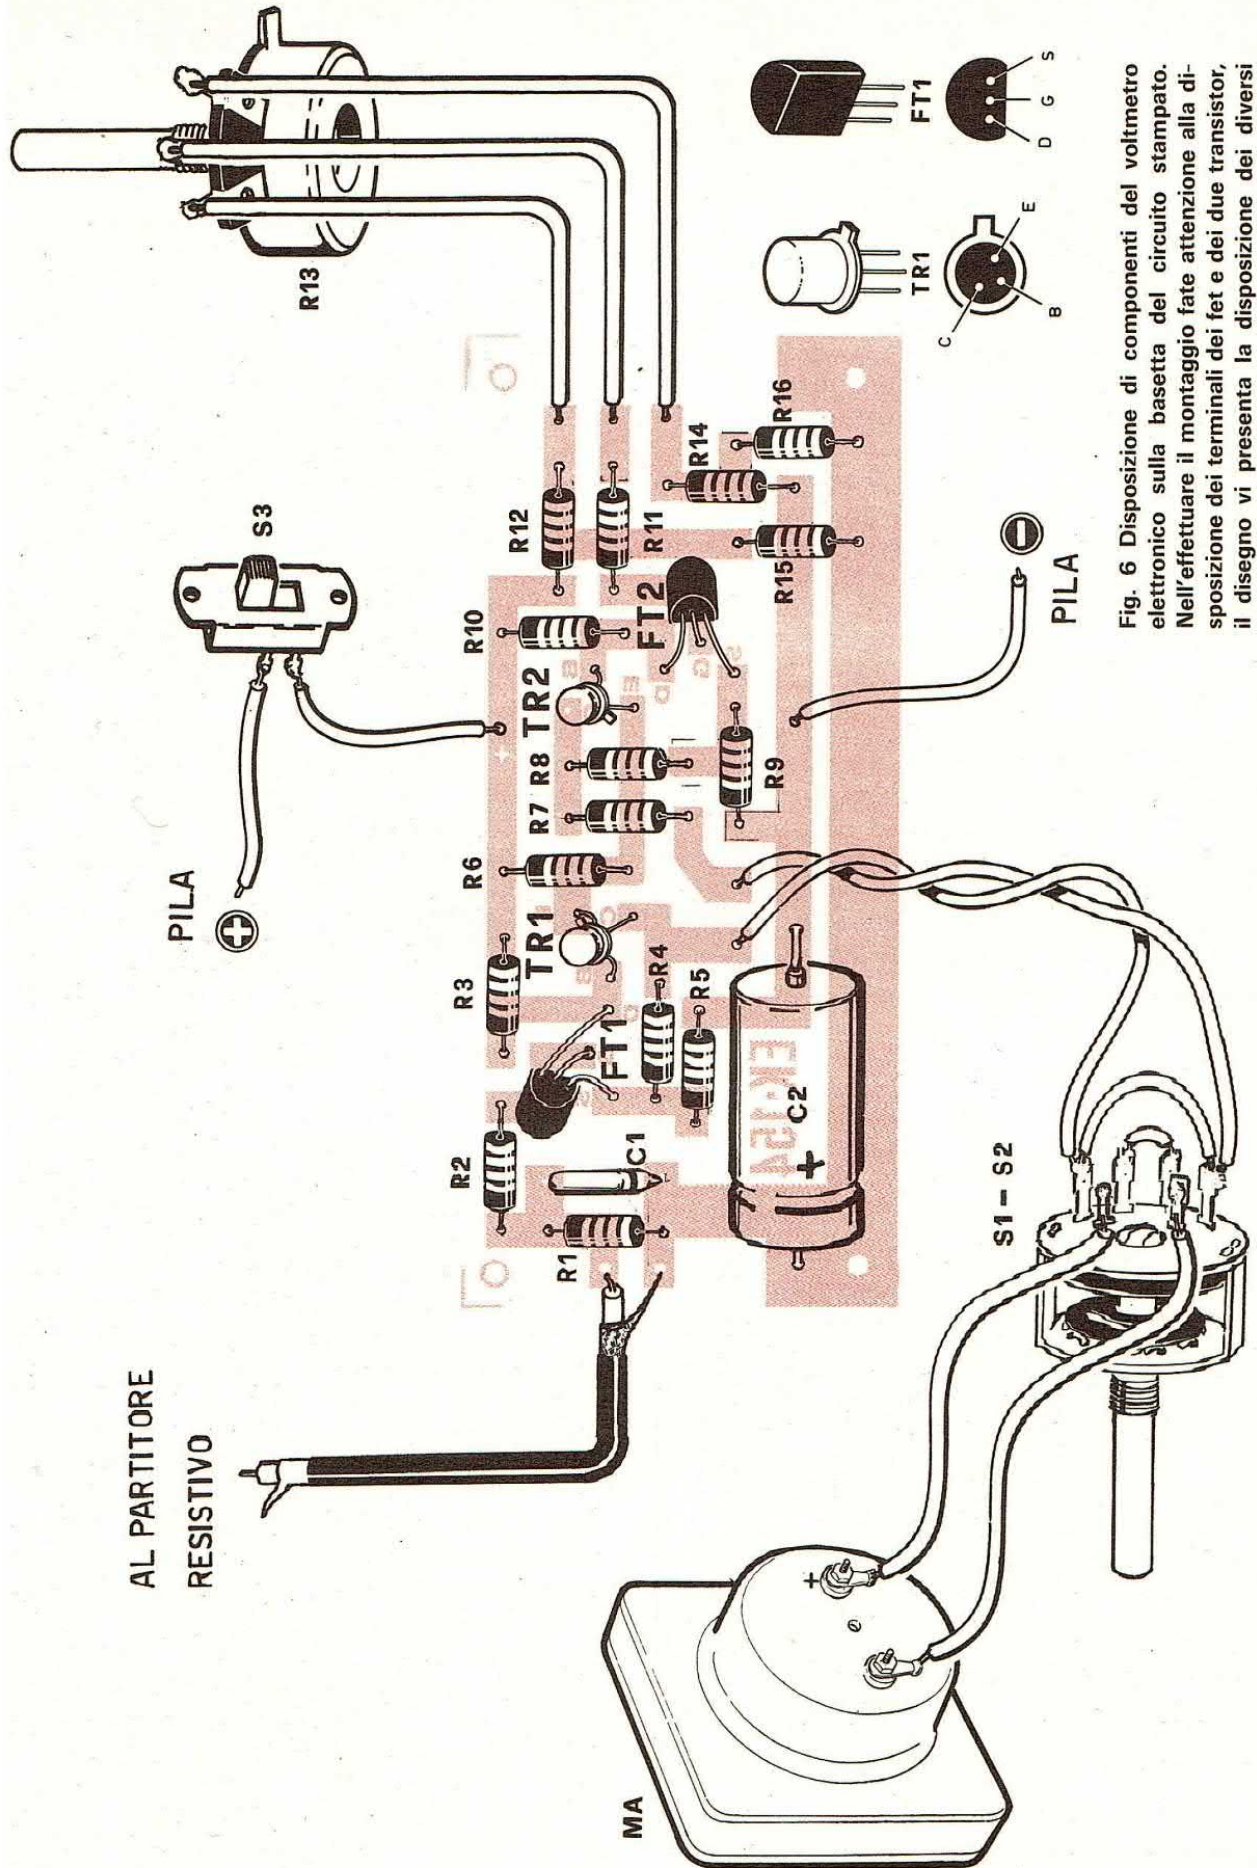 AL PARTITORE
RESISTIVO
PILA
+
S3
R13
R1
R2
C1
FT1
R3
TR1
R4
R5
C2
+
EK154
R6
R7
R8
TR2
R9
R10
FT2
R12
R11
R15
R14
R16
+
B
E
D
G
S
PILA
-
MA
+
S1-S2
TR1
C
B
E
FT1
D
G
S
Fig. 6 Disposizione di componenti del voltmetro
elettronico sulla basetta del circuito stampato.
Nell'effettuare il montaggio fate attenzione alla di-
sposizione dei terminali dei fet e dei due transistor,
il disegno vi presenta la disposizione dei diversi